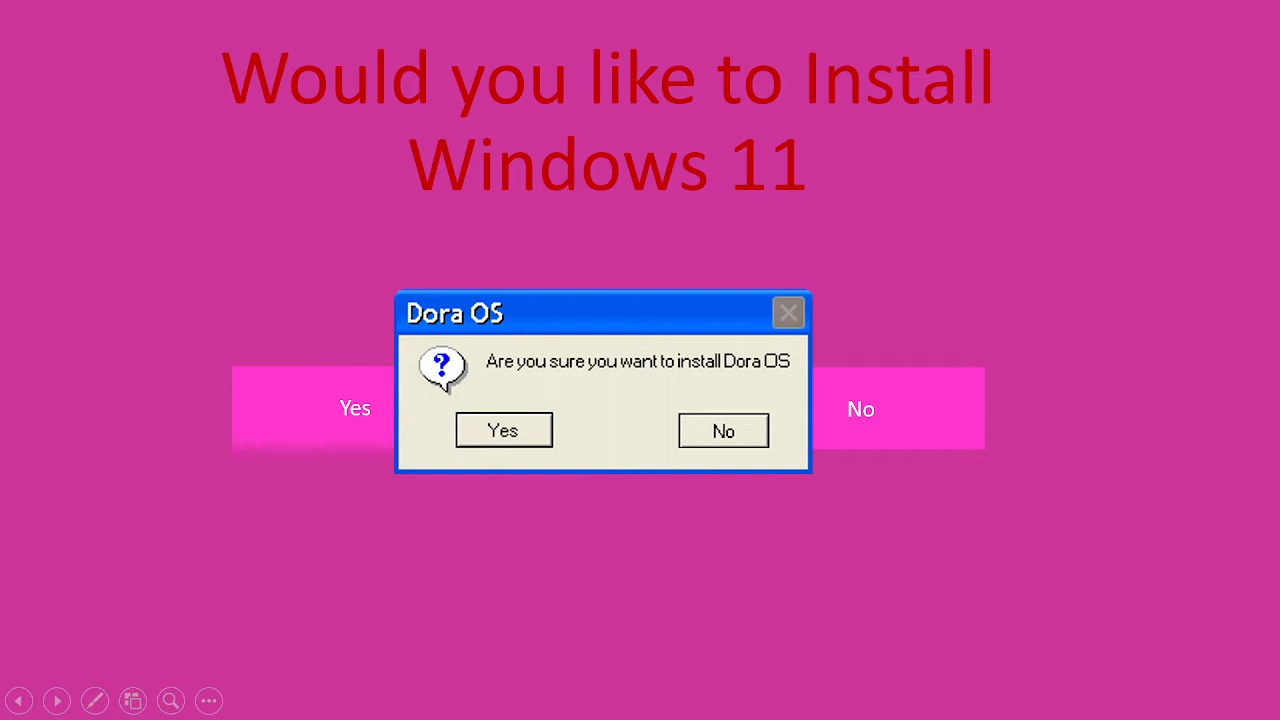 Would you like to Install
Windows 11
Dora OS
Are you sure you want to install Dora OS
Yes
No
Yes
No